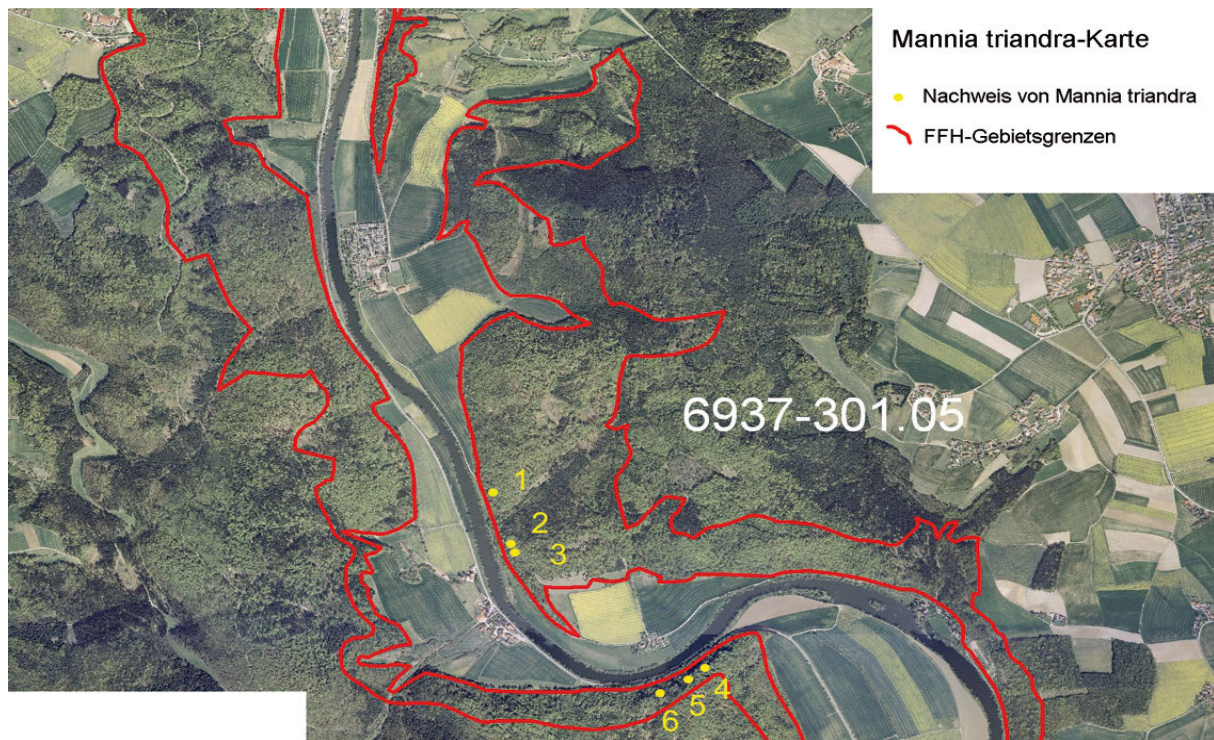 Mannia triandra-Karte
Nachweis von Mannia triandra
FFH-Gebietsgrenzen
6937-301.05
1
2
3
4
5
6